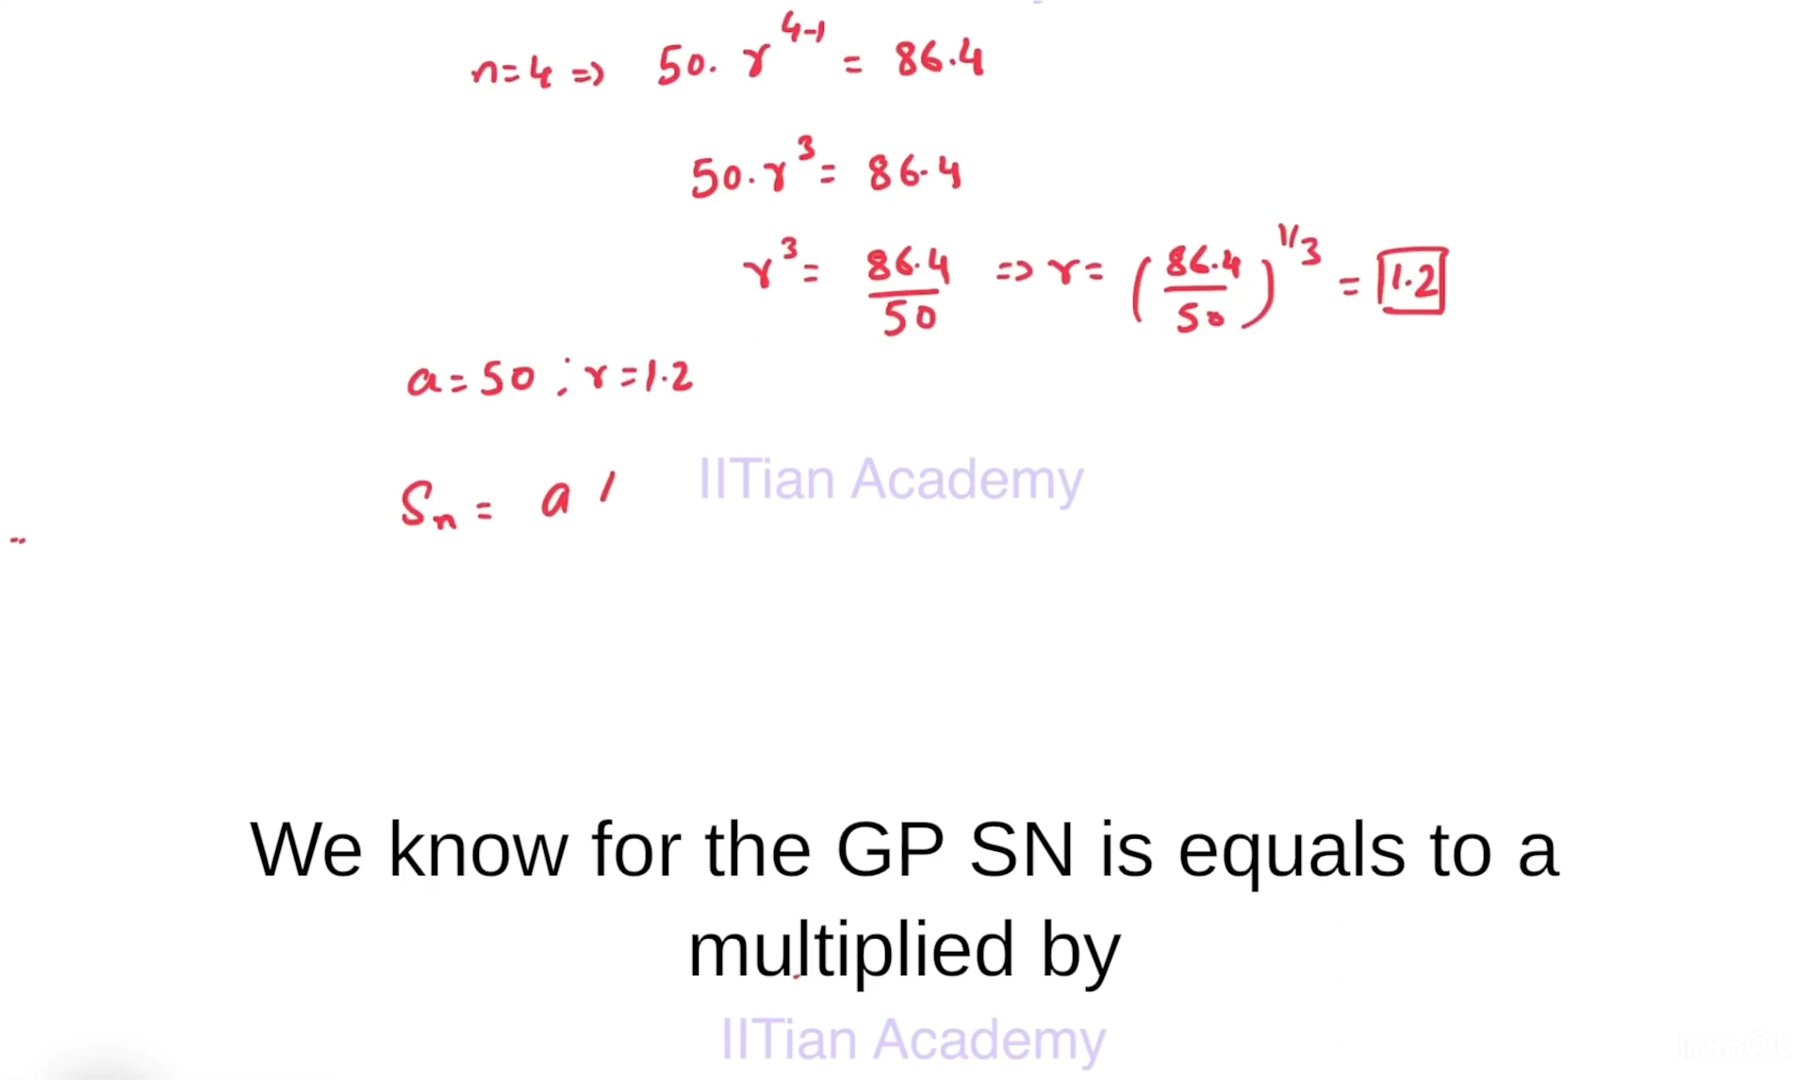 n=4 => 50. r^4-1 = 86.4
50. r^3 = 86.4
r^3 = 86.4/50 => r = (86.4/50)^1/3 = 1.2
a=50 ; r=1.2
Sn = a (
IITian Academy
We know for the GP SN is equals to a
multiplied by
IITian Academy